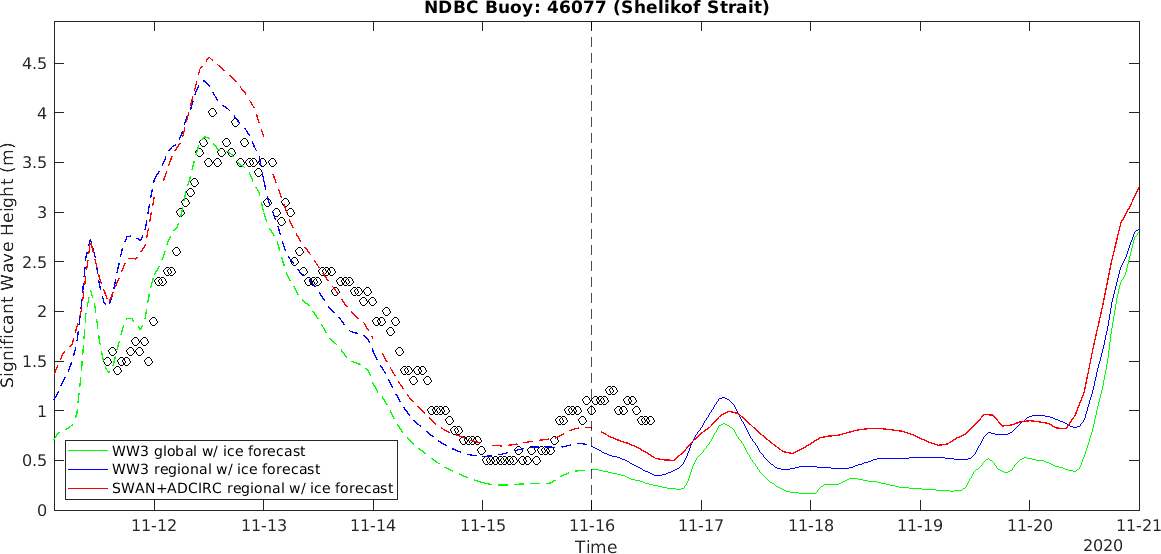 NDBC Buoy: 46077 (Shelikof Strait)
Significant Wave Height (m)
4.5
4
3.5
3
2.5
2
1.5
1
0.5
0
WW3 global w/ ice forecast
WW3 regional w/ ice forecast
SWAN+ADCIRC regional w/ ice forecast
11-12 11-13 11-14 11-15 11-16 11-17 11-18 11-19 11-20 11-21
Time
2020